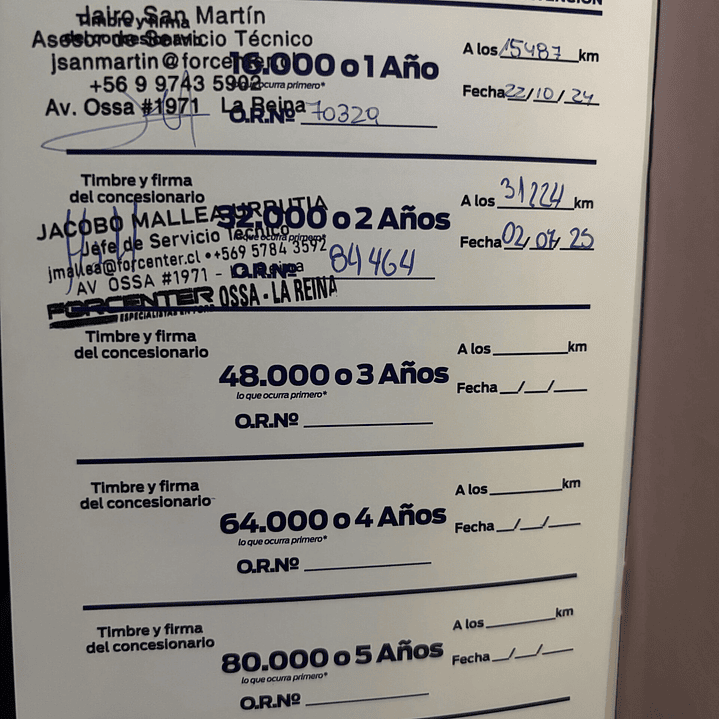 Jairo San Martín
Timbre y firma
Asesor de Servicio Técnico
del concesionario
jsanmartin@forcenter
+56 9 9743 5902
Av. Ossa #1971 La Reina
16.000 o 1 Año
lo que ocurra primero*
O.R.Nº 70329
A los 15487 km
Fecha 22/10/24
Timbre y firma
del concesionario
JACOBO MALLEA URRUTIA
Jefe de Servicio Técnico
jmallea@forcenter.cl • +569 5784 3592
AV OSSA #1971 - La Reina
FORCENTER OSSA - LA REINA
ESPECIALISTAS EN
32.000 o 2 Años
lo que ocurra primero*
O.R.Nº 84464
A los 31224 km
Fecha 02/07/25
Timbre y firma
del concesionario
48.000 o 3 Años
lo que ocurra primero*
O.R.Nº
A los km
Fecha / /
Timbre y firma
del concesionario
64.000 o 4 Años
lo que ocurra primero*
O.R.Nº
A los km
Fecha / /
Timbre y firma
del concesionario
80.000 o 5 Años
lo que ocurra primero*
O.R.Nº
A los km
Fecha / /